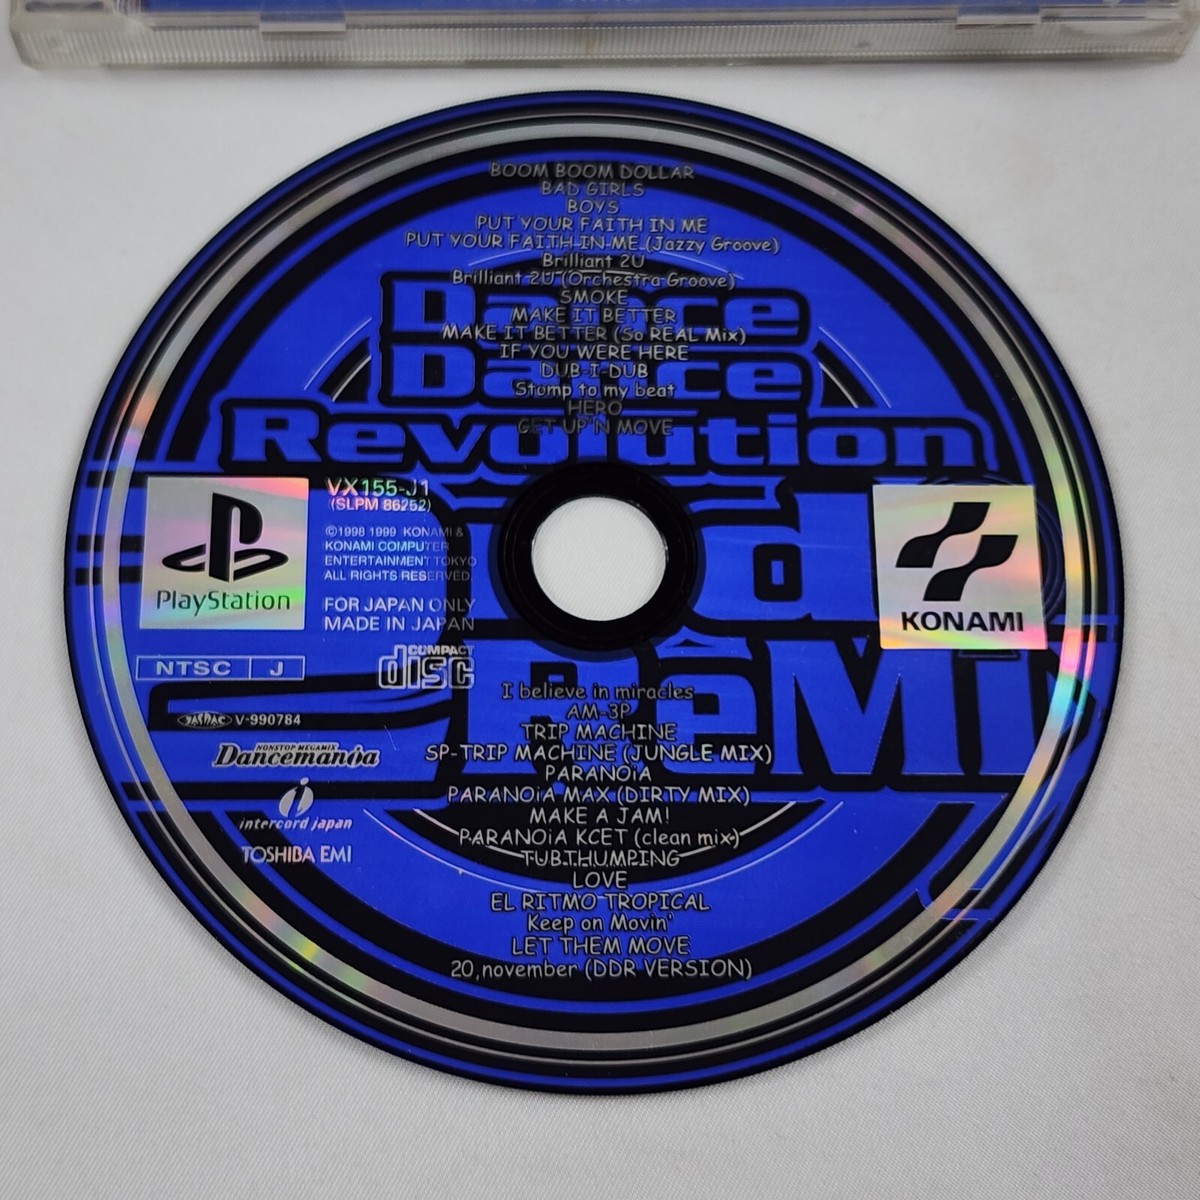 BOOM BOOM DOLLAR
BAD GIRLS
BOYS
PUT YOUR FAITH IN ME
PUT YOUR FAITH IN ME (Jazzy Groove)
Brilliant 2U
Brilliant 2U (Orchestra Groove)
SMOKE
MAKE IT BETTER
MAKE IT BETTER (So REAL Mix)
IF YOU WERE HERE
DUB-I-DUB
Stomp to my beat
HERO
GET UP'N MOVE
Dance
Dance
Revolution
2nd
ReMIX
PlayStation
VX155-J1
(SLPM 86252)
©1998 1999 KONAMI &
KONAMI COMPUTER
ENTERTAINMENT TOKYO
ALL RIGHTS RESERVED.
FOR JAPAN ONLY
MADE IN JAPAN
KONAMI
NTSC J
COMPACT
disc
JASRAC V-990784
NONSTOP MEGAMIX
Dancemania
intercord japan
TOSHIBA EMI
I believe in miracles
AM-3P
TRIP MACHINE
SP-TRIP MACHINE (JUNGLE MIX)
PARANOiA
PARANOiA MAX (DIRTY MIX)
MAKE A JAM!
PARANOiA KCET (clean mix)
TUBTHUMPING
LOVE
EL RITMO TROPICAL
Keep on Movin'
LET THEM MOVE
20,november (DDR VERSION)